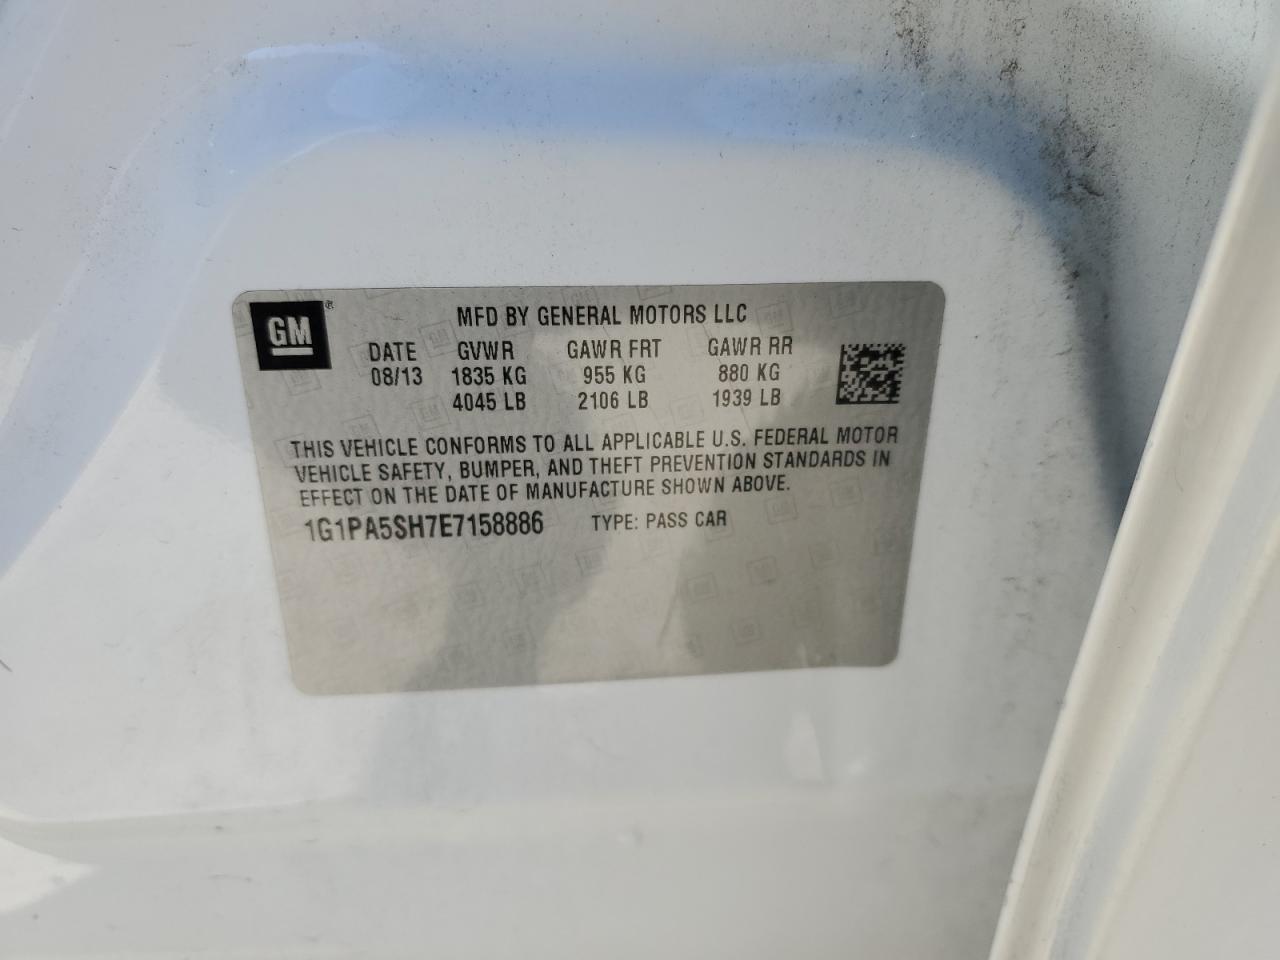 GM ®
MFD BY GENERAL MOTORS LLC
DATE GVWR GAWR FRT GAWR RR
08/13 1835 KG 955 KG 880 KG
4045 LB 2106 LB 1939 LB
THIS VEHICLE CONFORMS TO ALL APPLICABLE U.S. FEDERAL MOTOR
VEHICLE SAFETY, BUMPER, AND THEFT PREVENTION STANDARDS IN
EFFECT ON THE DATE OF MANUFACTURE SHOWN ABOVE.
1G1PA5SH7E7158886 TYPE: PASS CAR